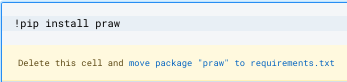 !pip install praw
Delete this cell and move package "praw" to requirements.txt